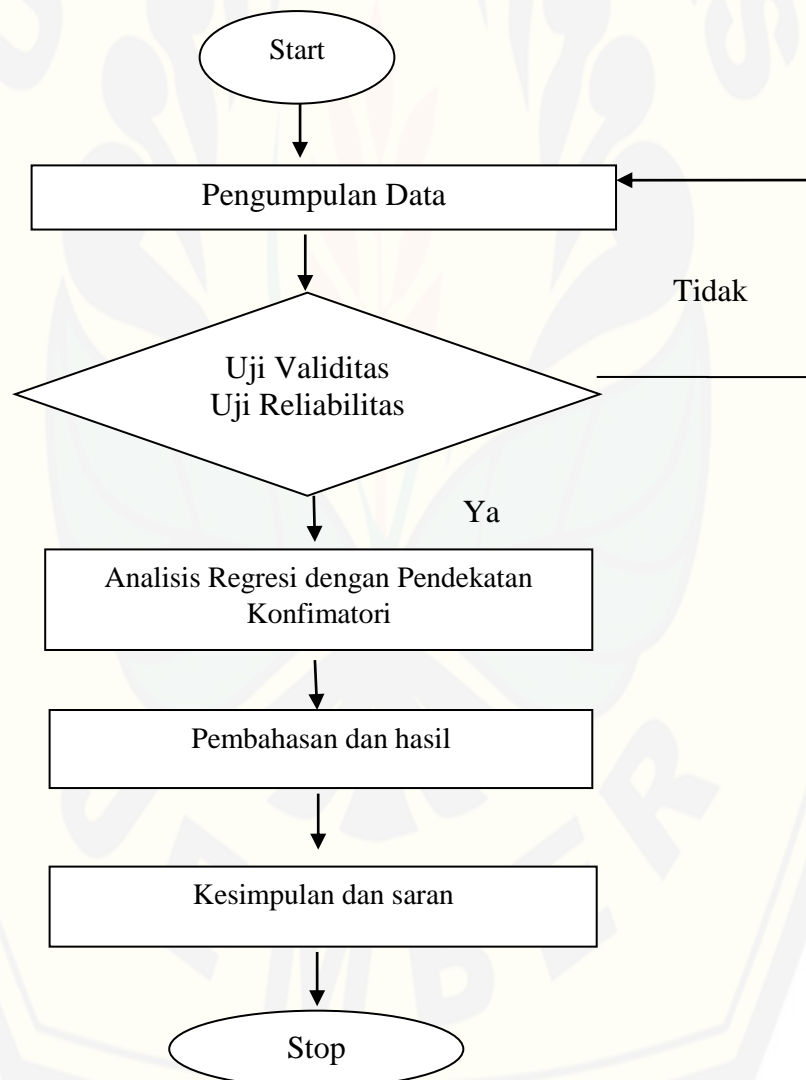 Start
Pengumpulan Data
Tidak
Uji Validitas
Uji Reliabilitas
Ya
Analisis Regresi dengan Pendekatan
Konfimatori
Pembahasan dan hasil
Kesimpulan dan saran
Stop